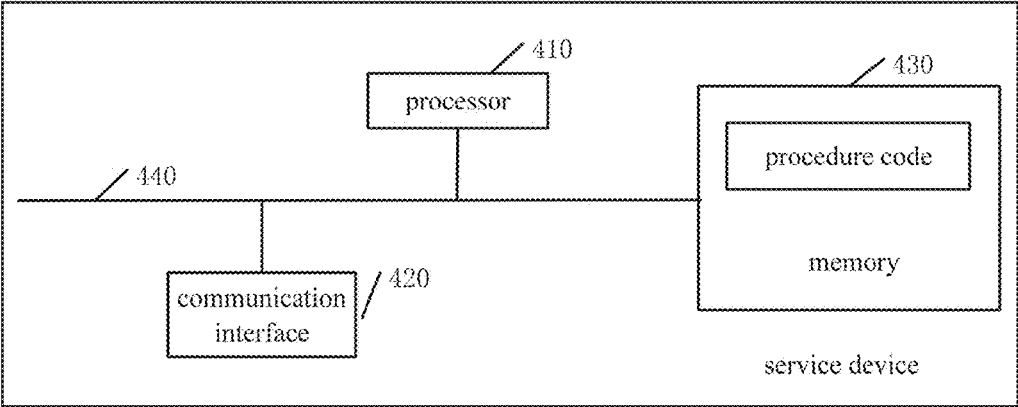 410
processor
430
procedure code
440
memory
420
communication
interface
service device